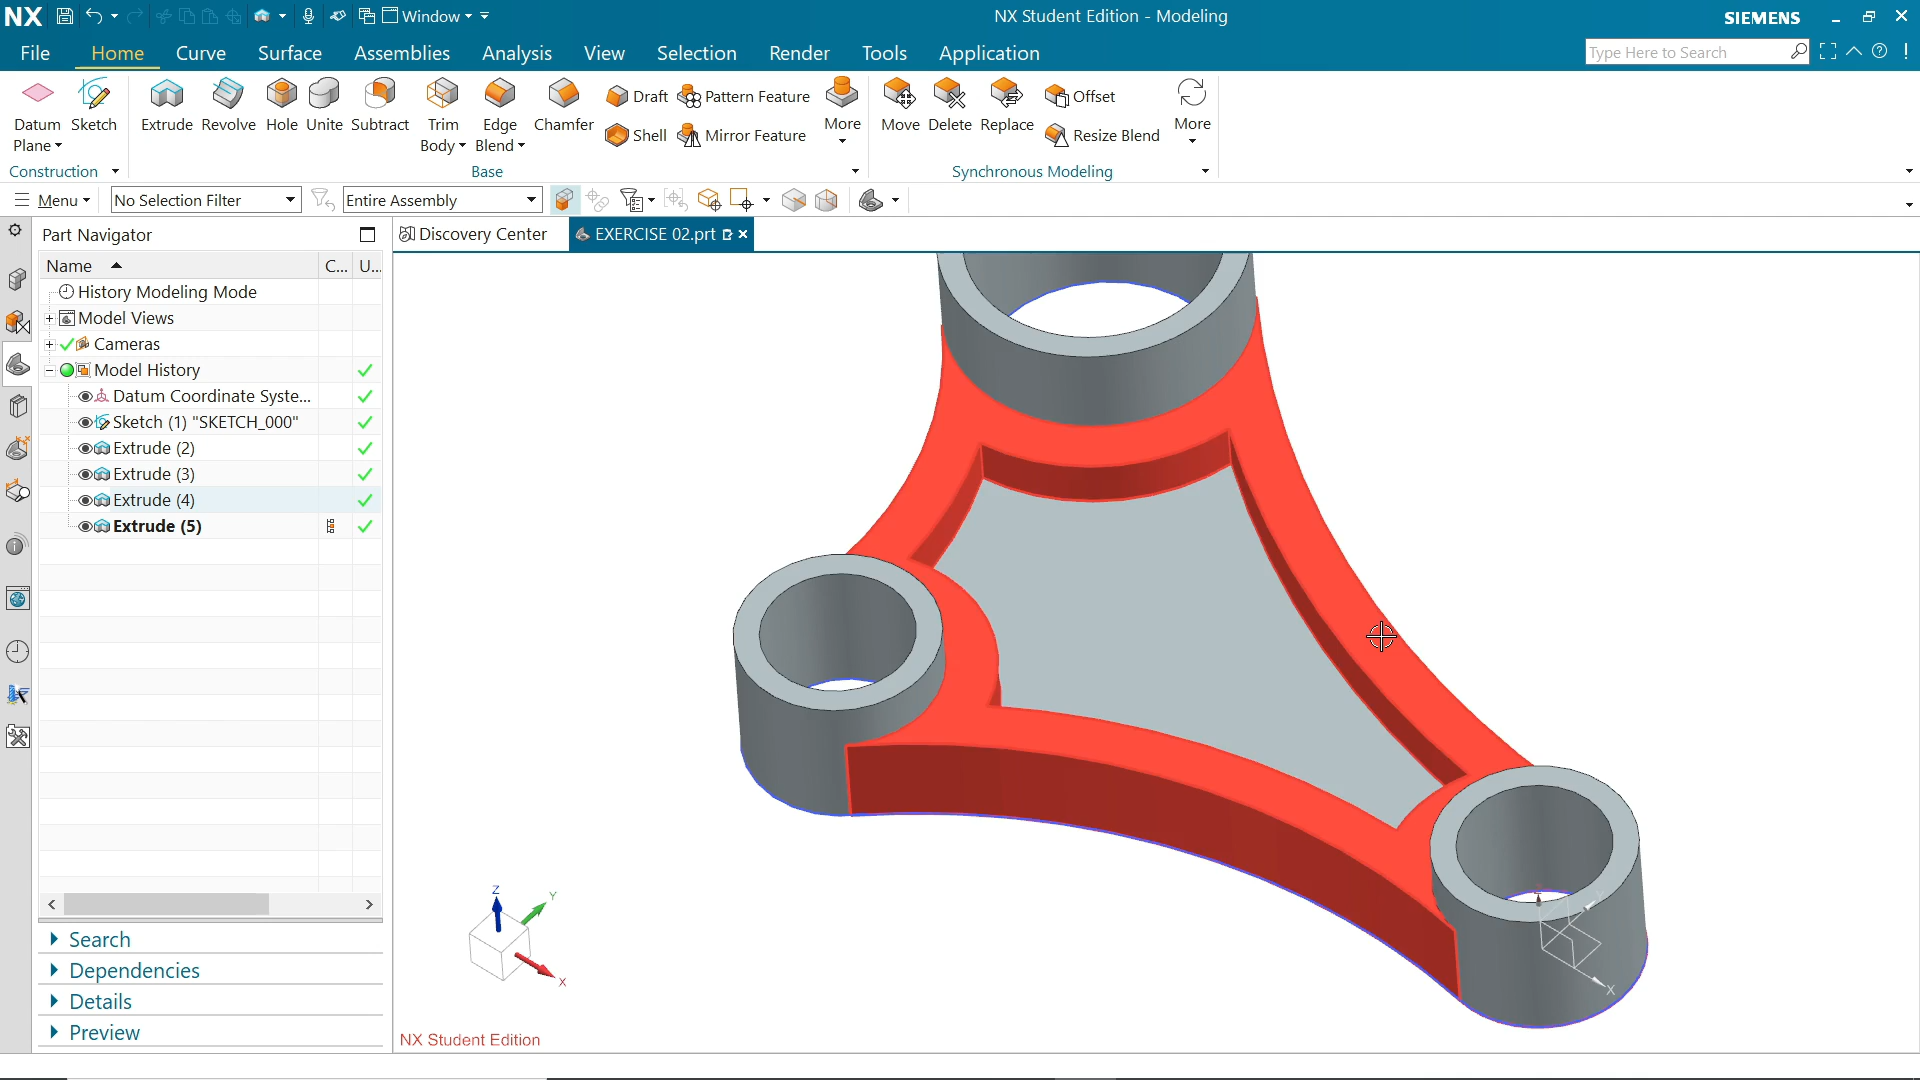 NX
Window
NX Student Edition - Modeling
SIEMENS
File
Home
Curve
Surface
Assemblies
Analysis
View
Selection
Render
Tools
Application
Type Here to Search
Datum Plane
Sketch
Extrude
Revolve
Hole
Unite
Subtract
Trim Body
Edge Blend
Chamfer
Draft
Shell
Pattern Feature
Mirror Feature
More
Move
Delete
Replace
Offset
Resize Blend
More
Construction
Base
Synchronous Modeling
Menu
No Selection Filter
Entire Assembly
Part Navigator
Discovery Center
EXERCISE 02.prt
Name
C...
U...
History Modeling Mode
Model Views
Cameras
Model History
Datum Coordinate Syste...
Sketch (1) "SKETCH_000"
Extrude (2)
Extrude (3)
Extrude (4)
Extrude (5)
Search
Dependencies
Details
Preview
Z
Y
X
X
NX Student Edition